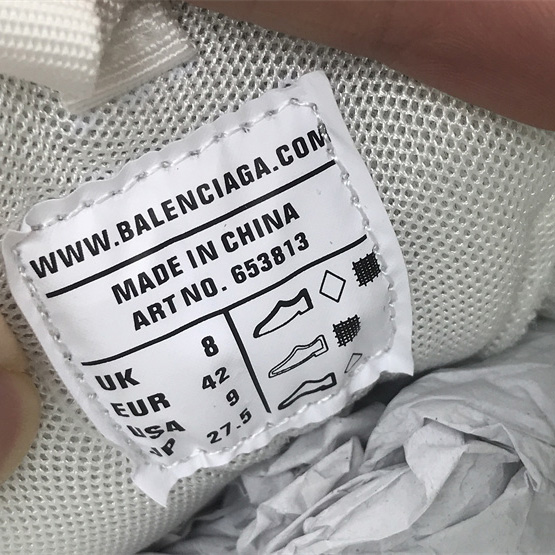 WWW.BALENCIAGA.COM
MADE IN CHINA
ART NO. 653813
UK 8
EUR 42
USA 9
JP 27.5